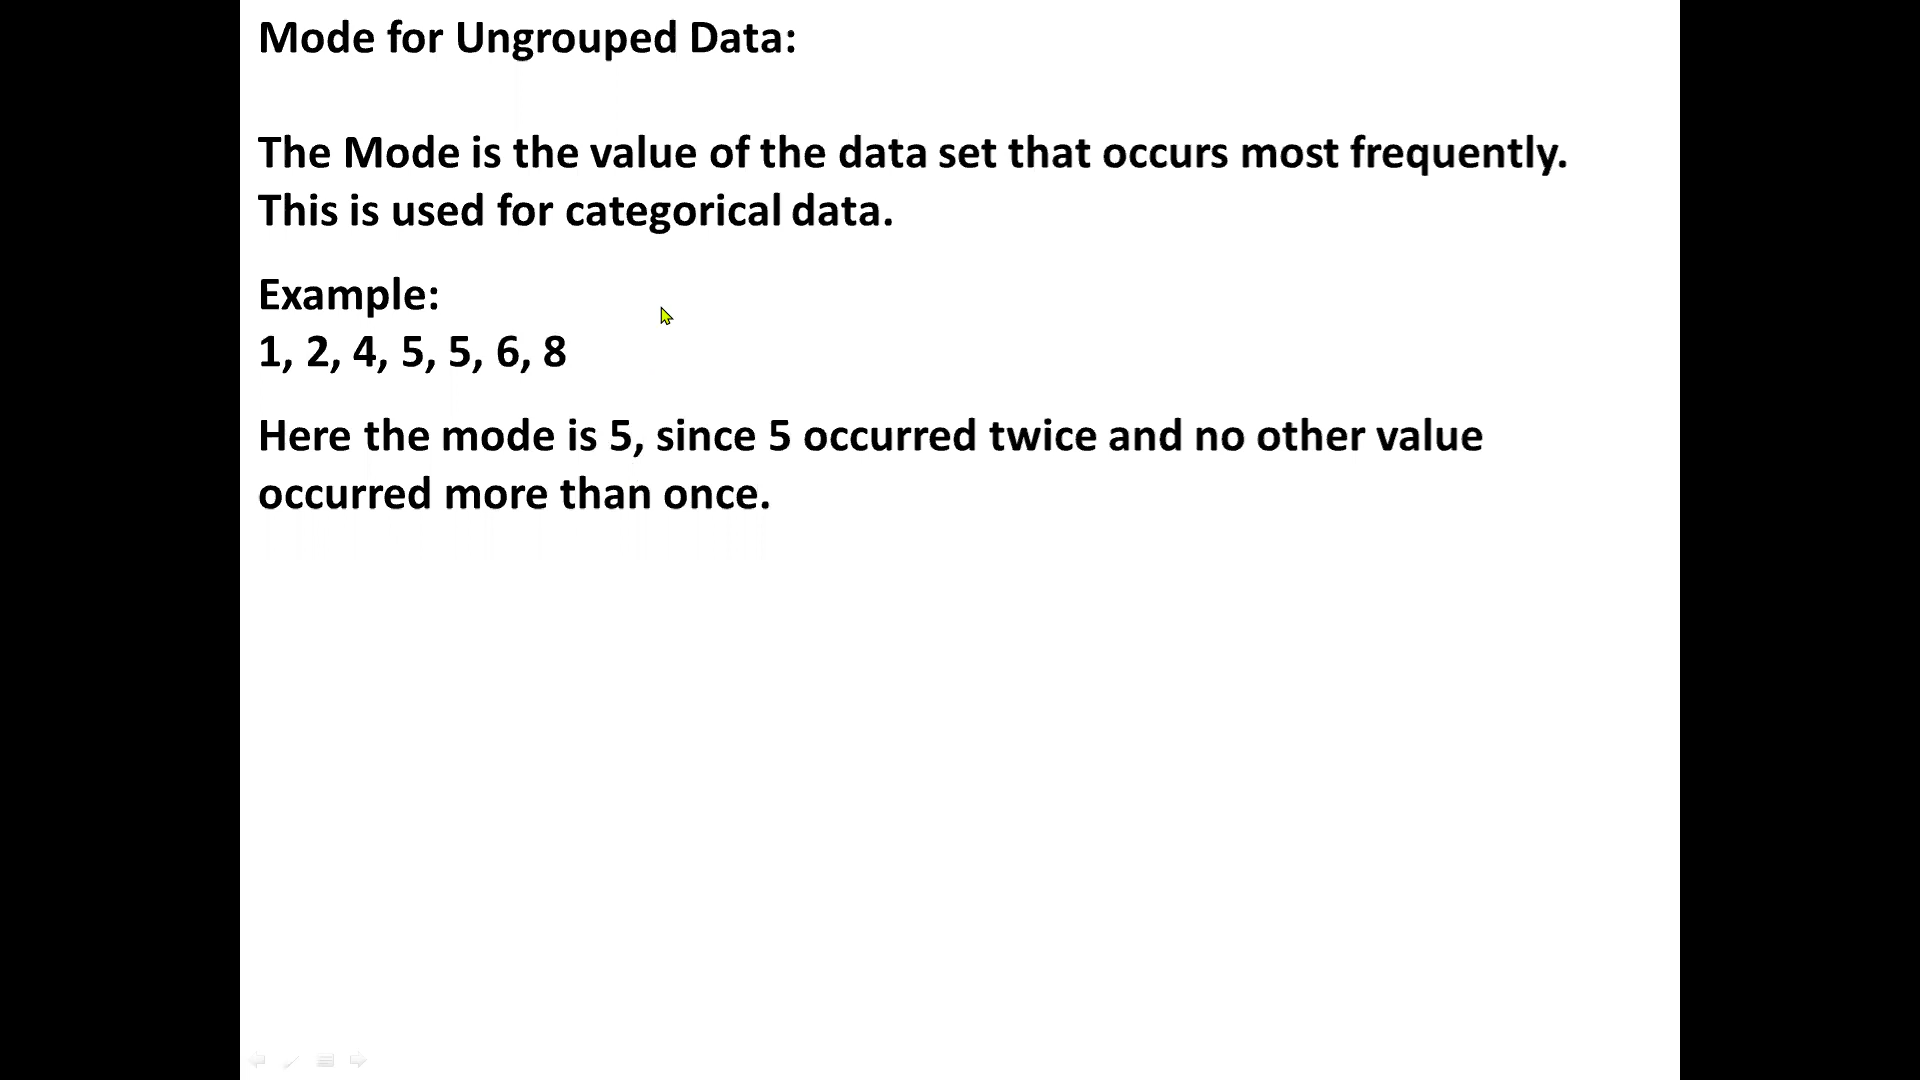 Mode for Ungrouped Data:
The Mode is the value of the data set that occurs most frequently.
This is used for categorical data.
Example:
1, 2, 4, 5, 5, 6, 8
Here the mode is 5, since 5 occurred twice and no other value
occurred more than once.